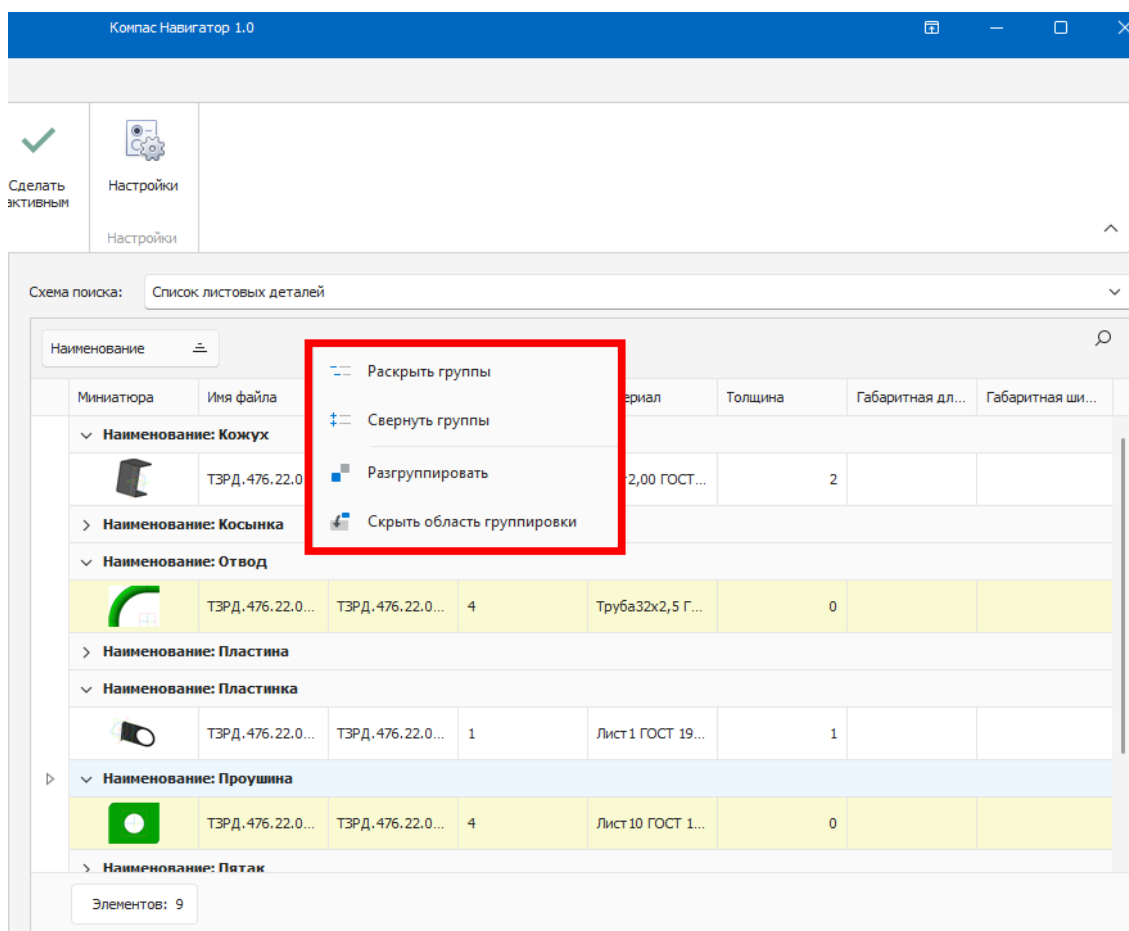 Компас Навигатор 1.0
Сделать
активным
Настройки
Настройки
Схема поиска: Список листовых деталей
Наименование
Раскрыть группы
Свернуть группы
Разгруппировать
Скрыть область группировки
Миниатюра Имя файла Толщина Габаритная дл... Габаритная ши...
Наименование: Кожух
ТЗРД.476.22.0 2,00 ГОСТ... 2
Наименование: Косынка
Наименование: Отвод
ТЗРД.476.22.0... ТЗРД.476.22.0... 4 Труба32х2,5 Г... 0
Наименование: Пластина
Наименование: Пластинка
ТЗРД.476.22.0... ТЗРД.476.22.0... 1 Лист1 ГОСТ 19... 1
Наименование: Проушина
ТЗРД.476.22.0... ТЗРД.476.22.0... 4 Лист10 ГОСТ 1... 0
Наименование: Пятак
Элементов: 9